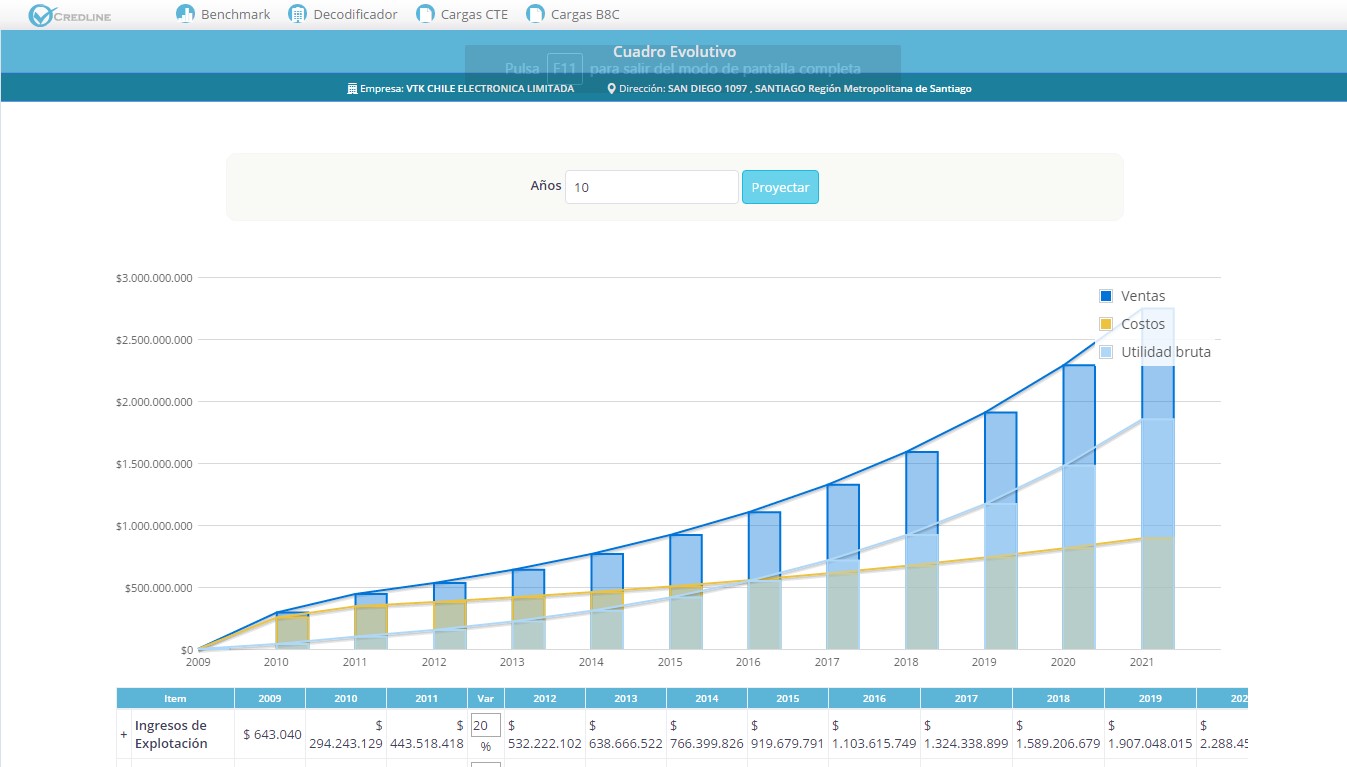 CREDLINE Benchmark Decodificador Cargas CTE Cargas B8C
Cuadro Evolutivo
Pulsa F11 para salir del modo de pantalla completa
Empresa: VTK CHILE ELECTRONICA LIMITADA Dirección: SAN DIEGO 1097 , SANTIAGO Región Metropolitana de Santiago
Años 10 Proyectar
$3.000.000.000
Ventas
Costos
$2.500.000.000
Utilidad bruta
$2.000.000.000
$1.500.000.000
$1.000.000.000
$500.000.000
$0
2009 2010 2011 2012 2013 2014 2015 2016 2017 2018 2019 2020 2021
Item 2009 2010 2011 Var 2012 2013 2014 2015 2016 2017 2018 2019 202
Ingresos de $ $ 20 $ $ $ $ $ $ $ $ $
+ Explotación $ 643.040 294.243.129 443.518.418 % 532.222.102 638.666.522 766.399.826 919.679.791 1.103.615.749 1.324.338.899 1.589.206.679 1.907.048.015 2.288.45